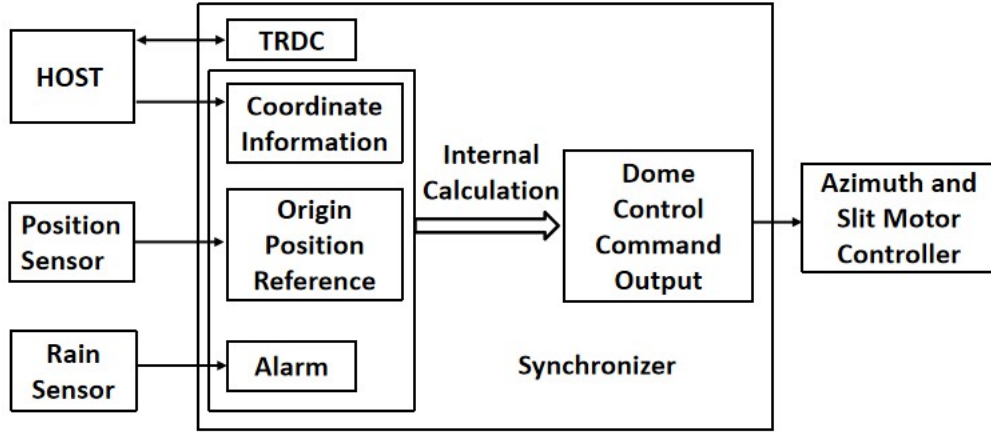 HOST
TRDC
Coordinate
Information
Position
Sensor
Origin
Position
Reference
Rain
Sensor
Alarm
Internal
Calculation
Dome
Control
Command
Output
Synchronizer
Azimuth and
Slit Motor
Controller